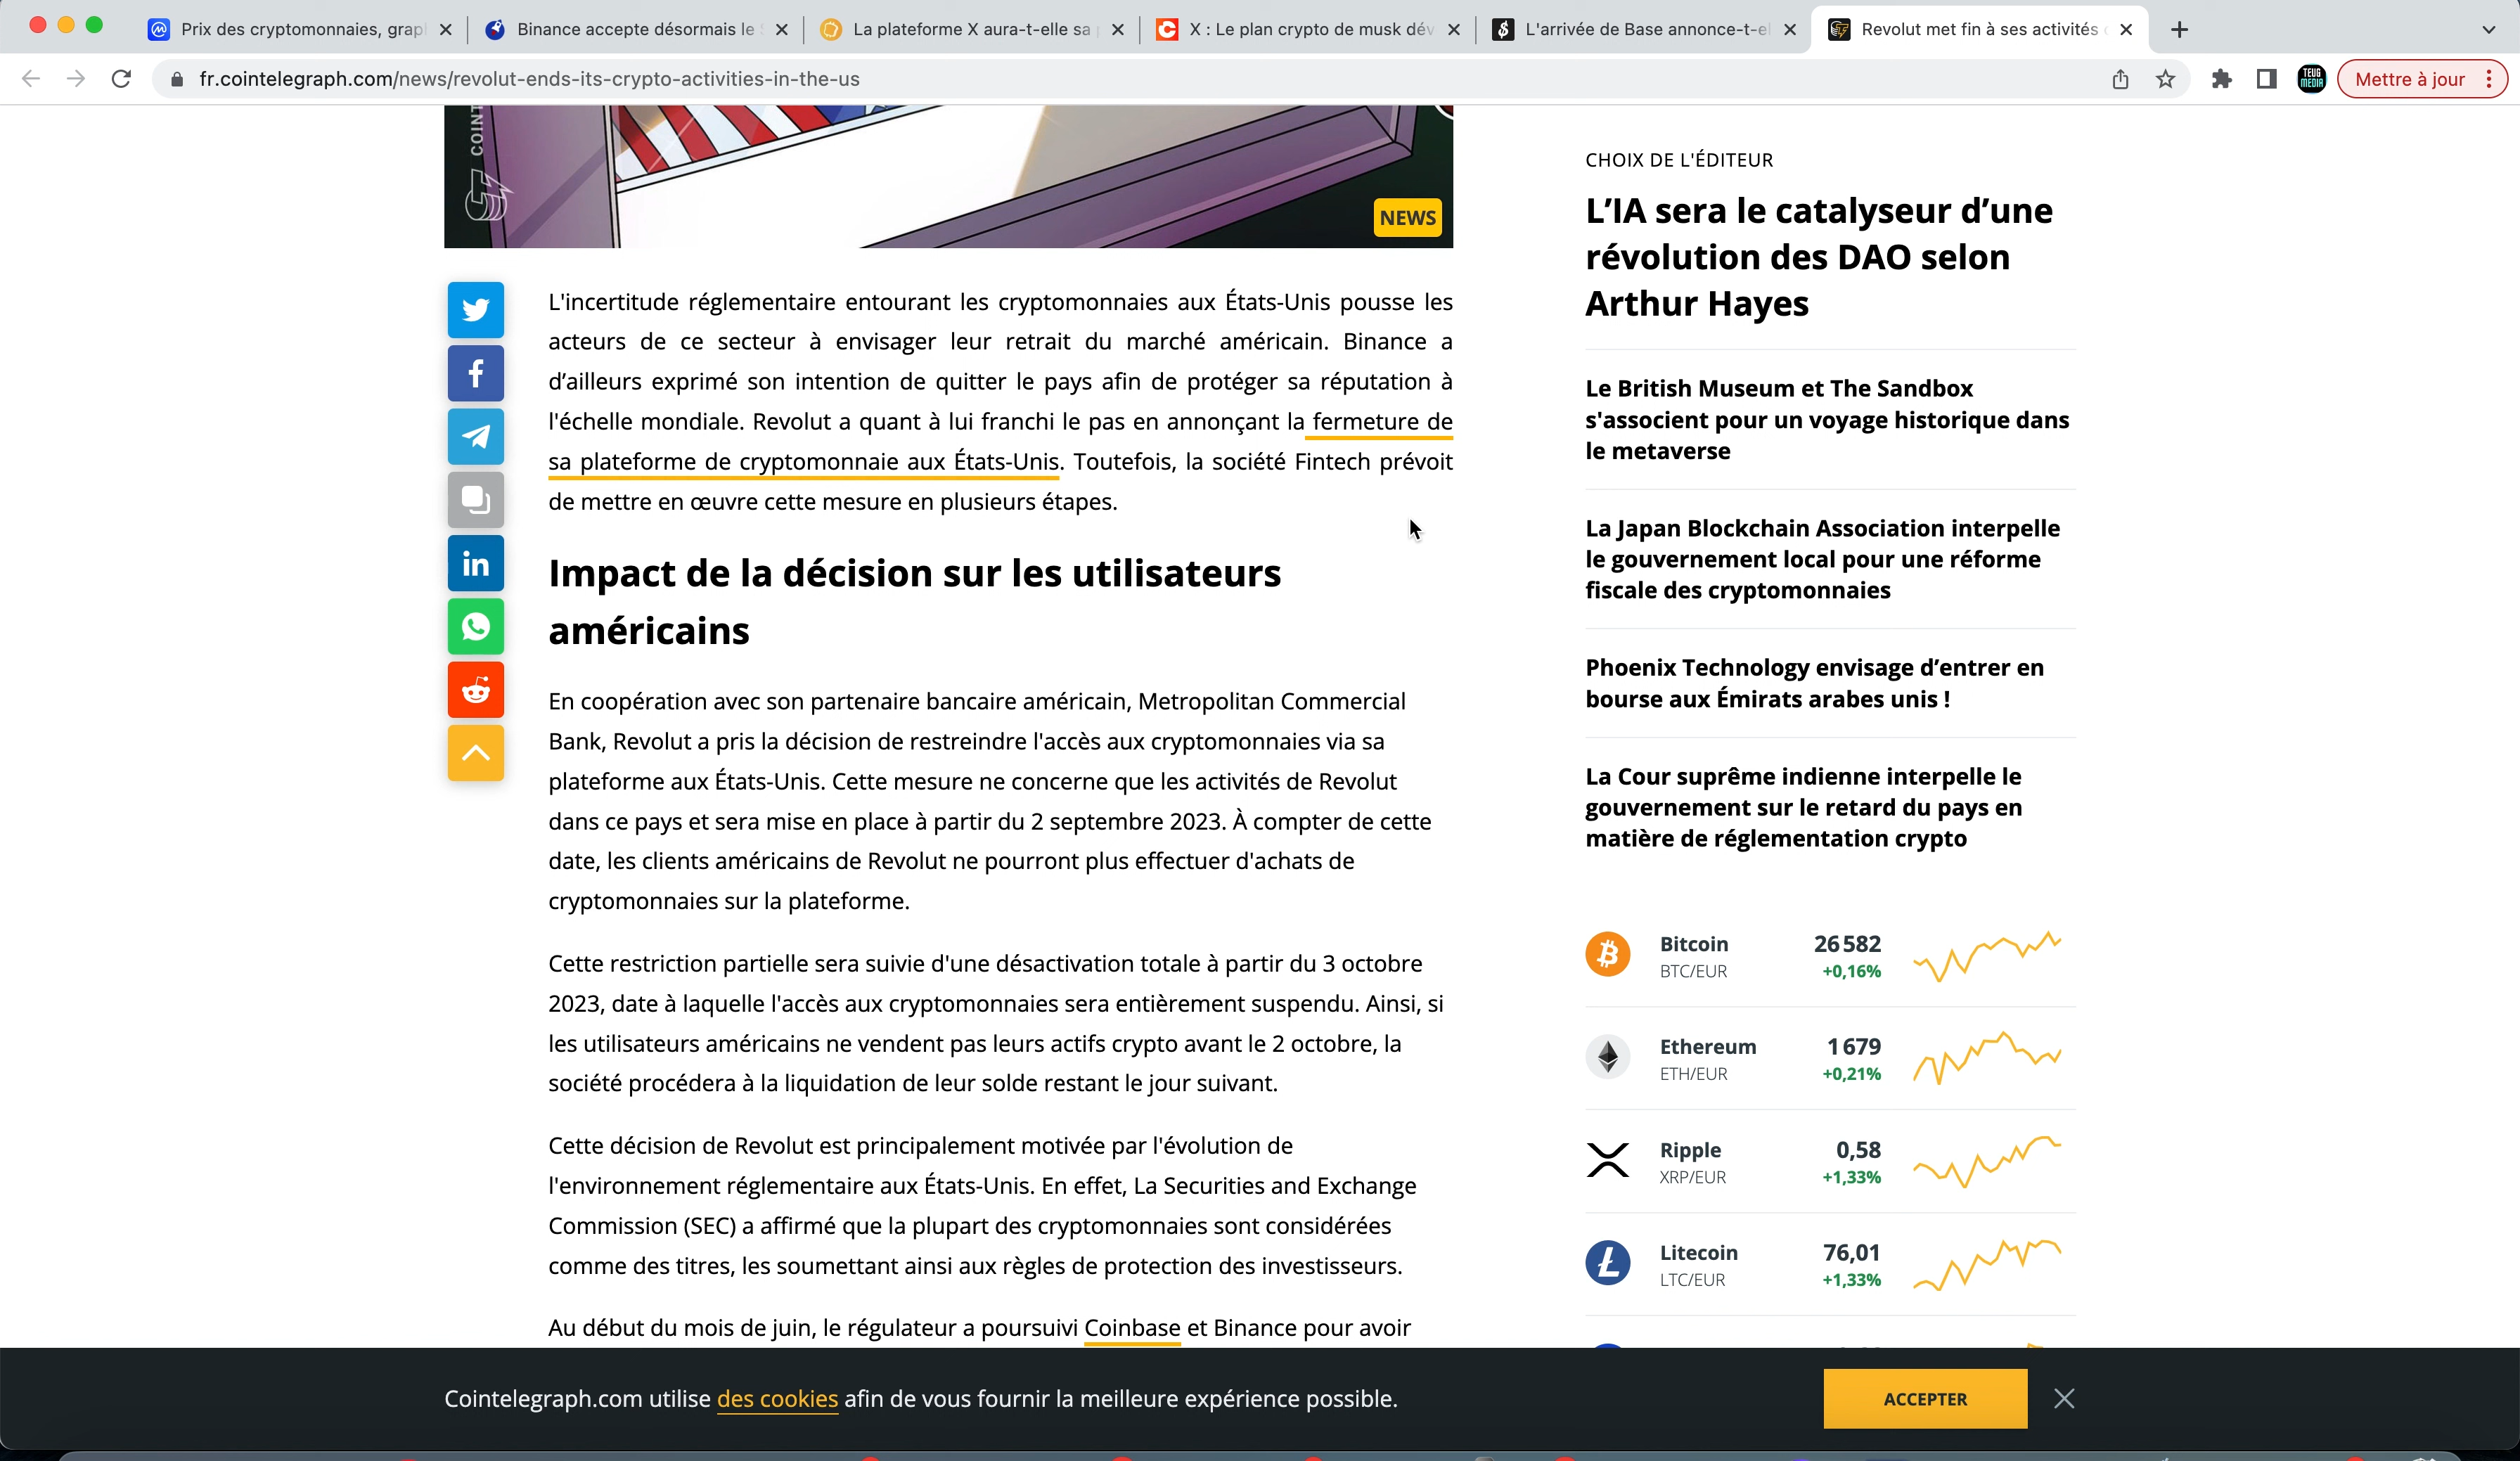 Prix des cryptomonnaies, grap
Binance accepte désormais le
La plateforme X aura-t-elle sa
X : Le plan crypto de musk dév
L'arrivée de Base annonce-t-el
Revolut met fin à ses activités
fr.cointelegraph.com/news/revolut-ends-its-crypto-activities-in-the-us
TEUG
MEDIA
Mettre à jour
COINT
NEWS
L'incertitude réglementaire entourant les cryptomonnaies aux États-Unis pousse les
acteurs de ce secteur à envisager leur retrait du marché américain. Binance a
d’ailleurs exprimé son intention de quitter le pays afin de protéger sa réputation à
l'échelle mondiale. Revolut a quant à lui franchi le pas en annonçant la fermeture de
sa plateforme de cryptomonnaie aux États-Unis. Toutefois, la société Fintech prévoit
de mettre en œuvre cette mesure en plusieurs étapes.
Impact de la décision sur les utilisateurs
américains
En coopération avec son partenaire bancaire américain, Metropolitan Commercial
Bank, Revolut a pris la décision de restreindre l'accès aux cryptomonnaies via sa
plateforme aux États-Unis. Cette mesure ne concerne que les activités de Revolut
dans ce pays et sera mise en place à partir du 2 septembre 2023. À compter de cette
date, les clients américains de Revolut ne pourront plus effectuer d'achats de
cryptomonnaies sur la plateforme.
Cette restriction partielle sera suivie d'une désactivation totale à partir du 3 octobre
2023, date à laquelle l'accès aux cryptomonnaies sera entièrement suspendu. Ainsi, si
les utilisateurs américains ne vendent pas leurs actifs crypto avant le 2 octobre, la
société procédera à la liquidation de leur solde restant le jour suivant.
Cette décision de Revolut est principalement motivée par l'évolution de
l'environnement réglementaire aux États-Unis. En effet, La Securities and Exchange
Commission (SEC) a affirmé que la plupart des cryptomonnaies sont considérées
comme des titres, les soumettant ainsi aux règles de protection des investisseurs.
Au début du mois de juin, le régulateur a poursuivi Coinbase et Binance pour avoir
CHOIX DE L'ÉDITEUR
L’IA sera le catalyseur d’une
révolution des DAO selon
Arthur Hayes
Le British Museum et The Sandbox
s'associent pour un voyage historique dans
le metaverse
La Japan Blockchain Association interpelle
le gouvernement local pour une réforme
fiscale des cryptomonnaies
Phoenix Technology envisage d’entrer en
bourse aux Émirats arabes unis !
La Cour suprême indienne interpelle le
gouvernement sur le retard du pays en
matière de réglementation crypto
Bitcoin 26 582
BTC/EUR +0,16%
Ethereum 1 679
ETH/EUR +0,21%
Ripple 0,58
XRP/EUR +1,33%
Litecoin 76,01
LTC/EUR +1,33%
Cointelegraph.com utilise des cookies afin de vous fournir la meilleure expérience possible.
ACCEPTER